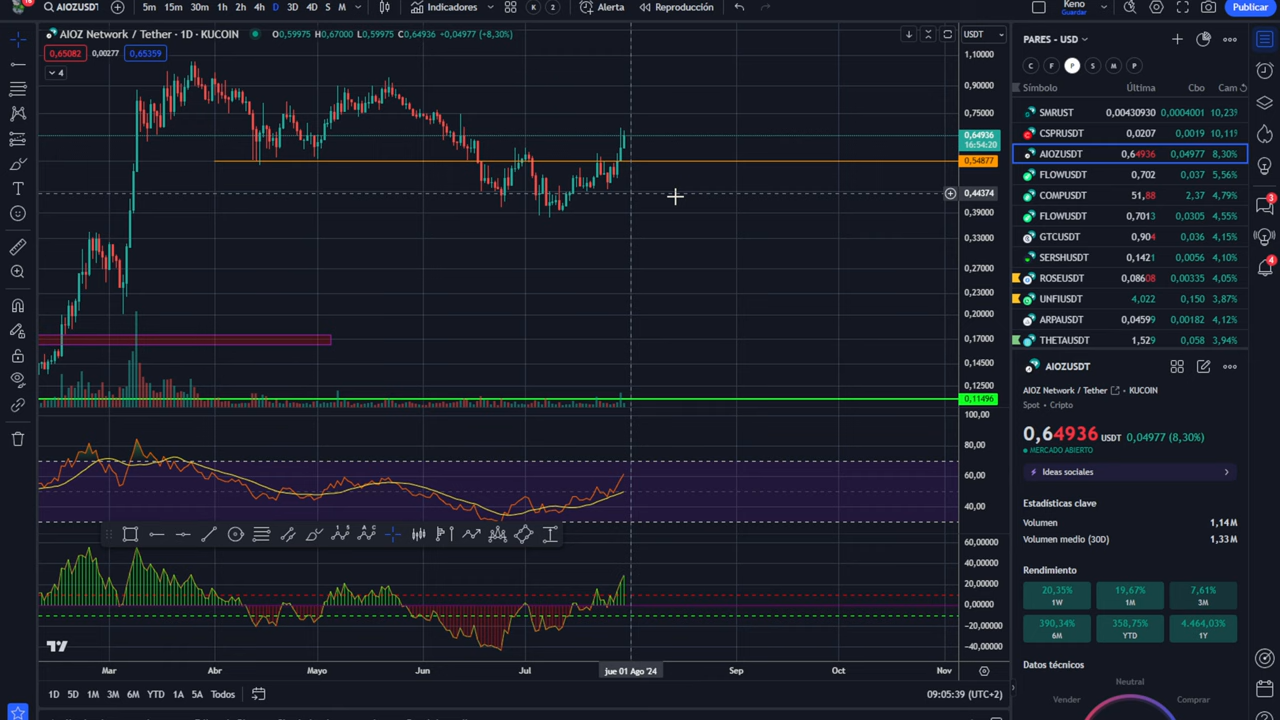 16
AIOZUSDT
5m 15m 30m 1h 2h 4h D 3D 4D S M
Indicadores
K 2
Alerta
Reproducción
Keno
Guardar
Publicar
AIOZ Network / Tether · 1D · KUCOIN
O0,59975 H0,67000 L0,59975 C0,64936 +0,04977 (+8,30%)
0,65082 0,00277 0,65359
4
USDT
1,10000
0,90000
0,75000
0,64936
16:54:20
0,54877
0,44374
0,39000
0,33000
0,27000
0,23000
0,20000
0,17000
0,14500
0,12500
0,11496
100,00
80,00
60,00
40,00
60,00000
40,00000
20,00000
0,00000
−20,00000
−40,00000
Mar Abr Mayo Jun Jul jue 01 Ago '24 Sep Oct Nov
1D 5D 1M 3M 6M YTD 1A 5A Todos
09:05:39 (UTC+2)
PARES - USD
C F P S M P
Símbolo Última Cbo Cam
SMRUST 0,00430930 0,0004001 10,23%
CSPRUSDT 0,0207 0,0019 10,11%
AIOZUSDT 0,64936 0,04977 8,30%
FLOWUSDT 0,702 0,037 5,56%
COMPUSDT 51,88 2,37 4,79%
FLOWUSDT 0,7013 0,0305 4,55%
GTCUSDT 0,904 0,036 4,15%
SERSHUSDT 0,1421 0,0056 4,10%
ROSEUSDT 0,08608 0,00335 4,05%
UNFIUSDT 4,022 0,150 3,87%
ARPAUSDT 0,04599 0,00182 4,12%
THETAUSDT 1,529 0,058 3,94%
AIOZUSDT
AIOZ Network / Tether · KUCOIN
Spot · Cripto
0,64936 USDT 0,04977 (8,30%)
MERCADO ABIERTO
Ideas sociales
Estadísticas clave
Volumen 1,14M
Volumen medio (30D) 1,33M
Rendimiento
20,35% 19,67% 7,61%
1W 1M 3M
390,34% 358,75% 4.464,03%
6M YTD 1Y
Datos técnicos
Neutral
Vender Comprar
3
4